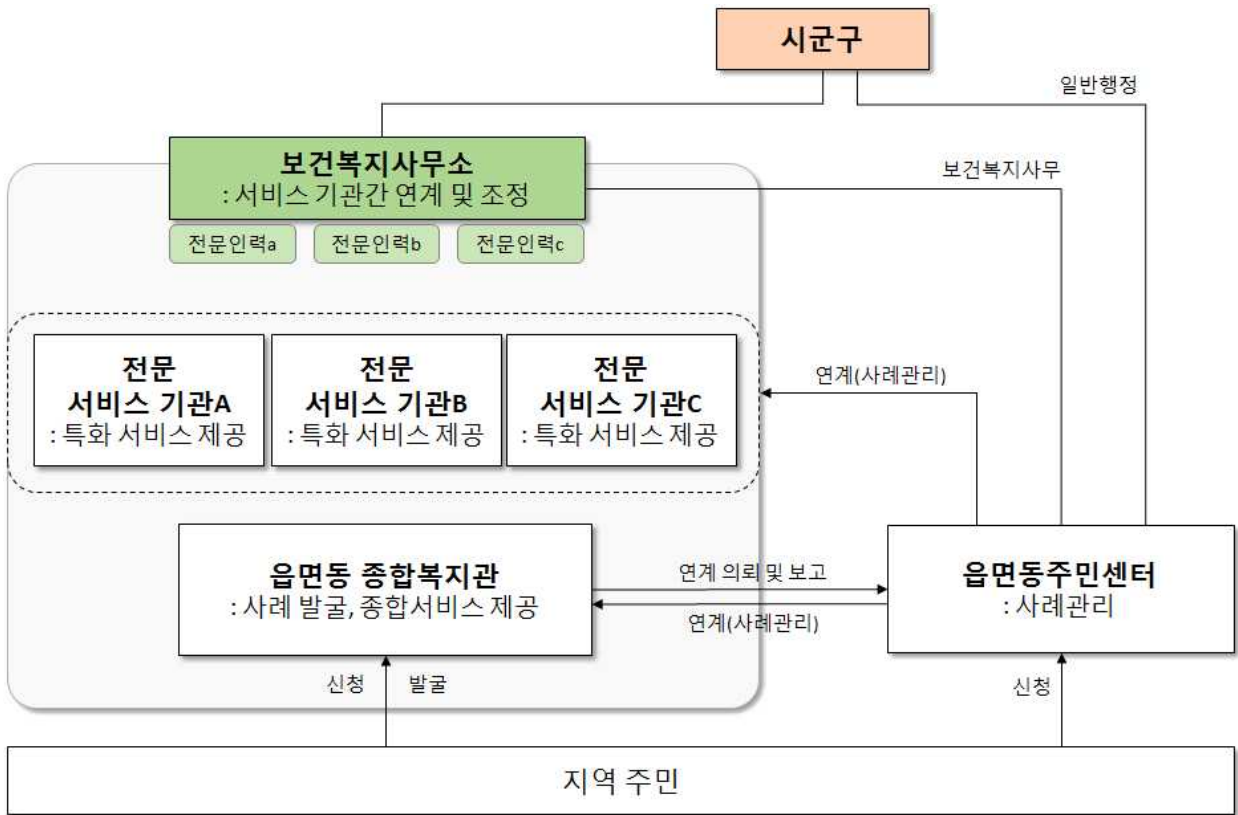 시군구
일반행정
보건복지사무소
: 서비스 기관간 연계 및 조정
보건복지사무
전문인력a
전문인력b
전문인력c
전문
서비스 기관A
: 특화 서비스 제공
전문
서비스 기관B
: 특화 서비스 제공
전문
서비스 기관C
: 특화 서비스 제공
연계(사례관리)
읍면동 종합복지관
: 사례 발굴, 종합서비스 제공
연계 의뢰 및 보고
연계(사례관리)
읍면동주민센터
: 사례관리
신청
발굴
신청
지역 주민